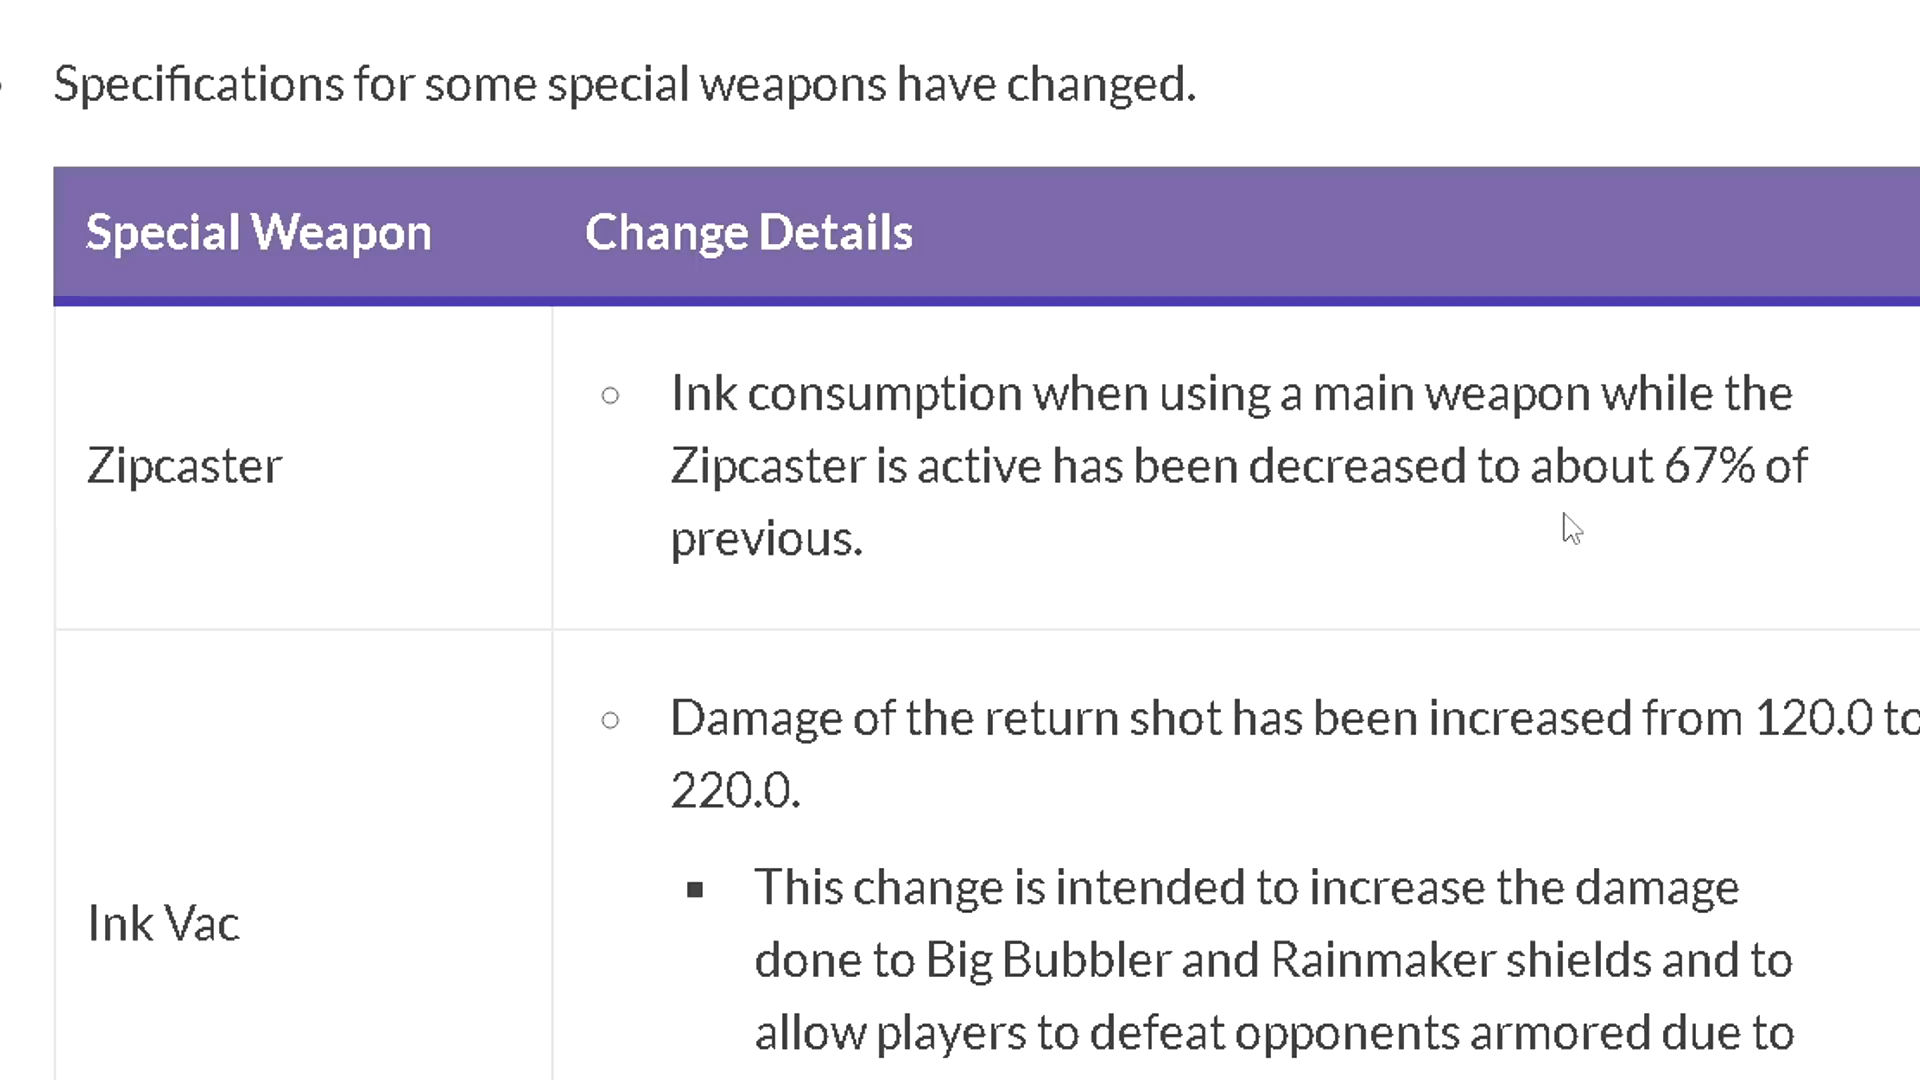 Specifications for some special weapons have changed.
Special Weapon
Change Details
Zipcaster
Ink consumption when using a main weapon while the
Zipcaster is active has been decreased to about 67% of
previous.
Ink Vac
Damage of the return shot has been increased from 120.0 to
220.0.
This change is intended to increase the damage
done to Big Bubbler and Rainmaker shields and to
allow players to defeat opponents armored due to